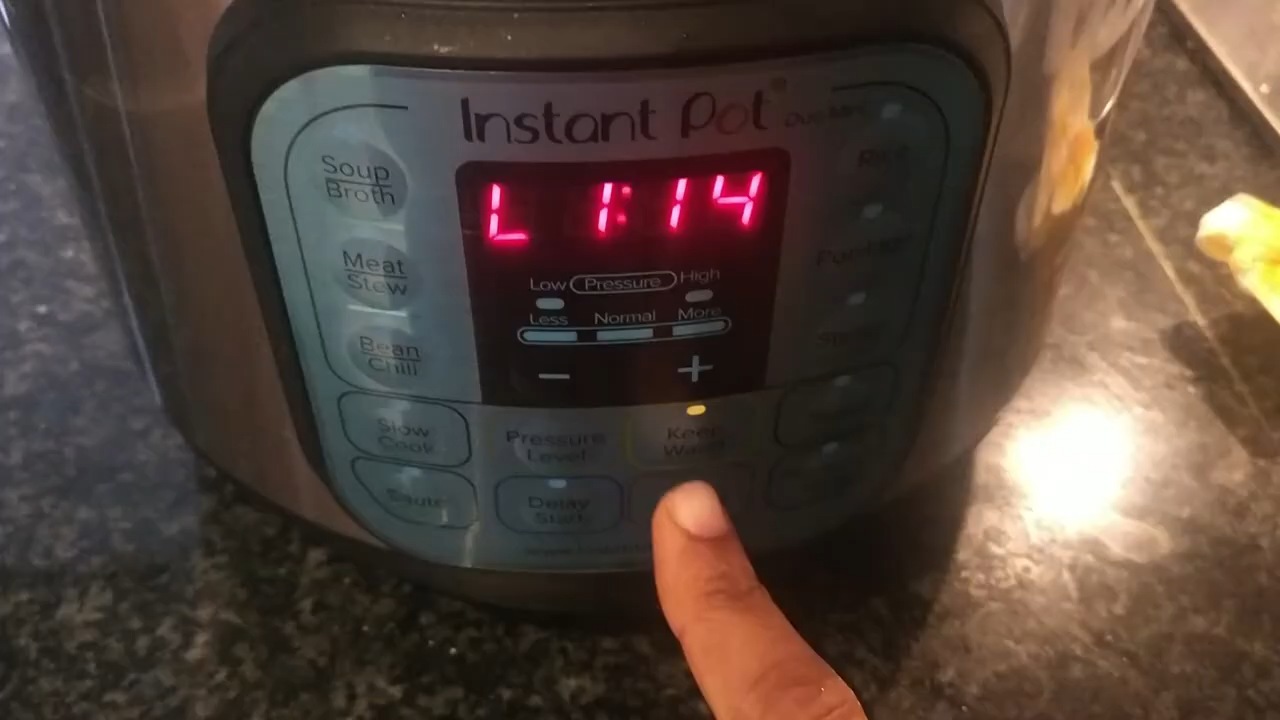 Instant Pot
Soup
Broth
L 1:14
Meat
Stew
Low Pressure High
Less Normal More
Bean
Chili
- +
Slow
Cook
Pressure
Level
Keep
Warm
Saute
Delay
Start